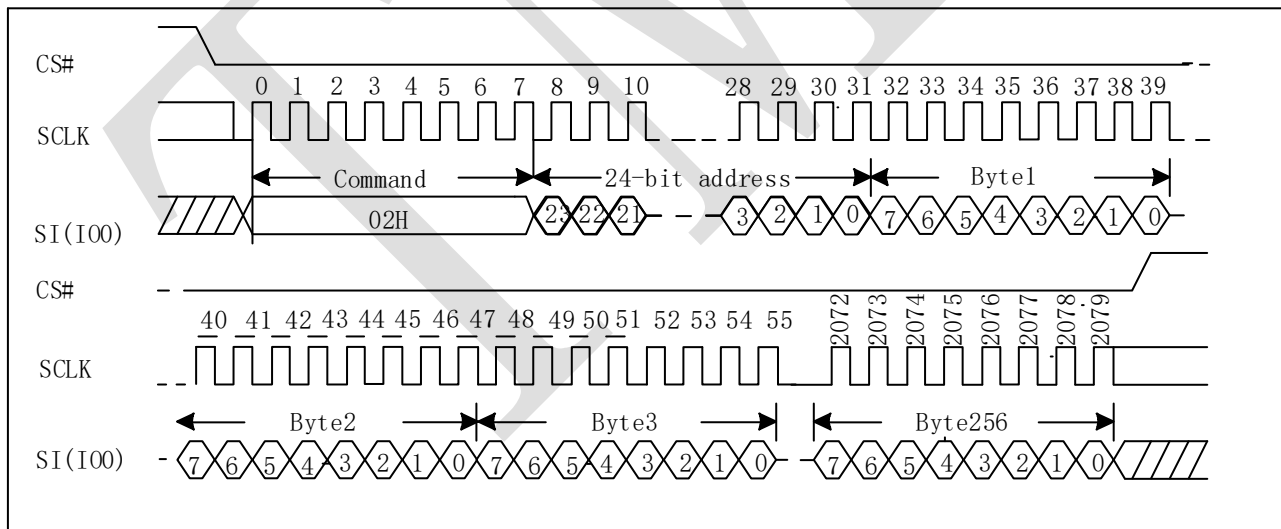 CS#
0 1 2 3 4 5 6 7 8 9 10 28 29 30 31 32 33 34 35 36 37 38 39
SCLK
Command 24-bit address Byte1
SI(IO0) 02H 23 22 21 3 2 1 0 7 6 5 4 3 2 1 0
CS#
40 41 42 43 44 45 46 47 48 49 50 51 52 53 54 55 2072 2073 2074 2075 2076 2077 2078 2079
SCLK
Byte2 Byte3 Byte256
SI(IO0) 7 6 5 4 3 2 1 0 7 6 5 4 3 2 1 0 7 6 5 4 3 2 1 0